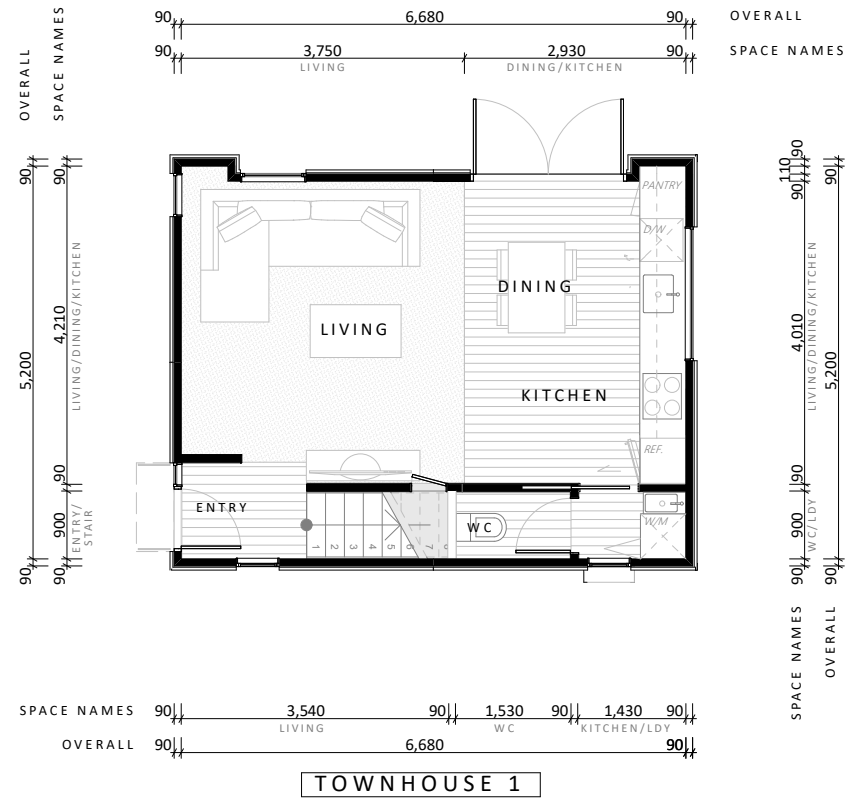 90 6,680 90 OVERALL
90 3,750 2,930 90 SPACE NAMES
LIVING DINING/KITCHEN
OVERALL
SPACE NAMES
90
5,200
90
90
4,210
90
900
90
LIVING/DINING/KITCHEN
ENTRY/
STAIR
PANTRY
D/W
DINING
LIVING
KITCHEN
REF.
ENTRY
WC
W/M
1 2 3 4 5 6 7 8
90
110
90
4,010
90
900
90
LIVING/DINING/KITCHEN
WC/LDY
90
5,200
90
SPACE NAMES
OVERALL
SPACE NAMES 90 3,540 90 1,530 90 1,430 90
LIVING WC KITCHEN/LDY
OVERALL 90 6,680 90
TOWNHOUSE 1